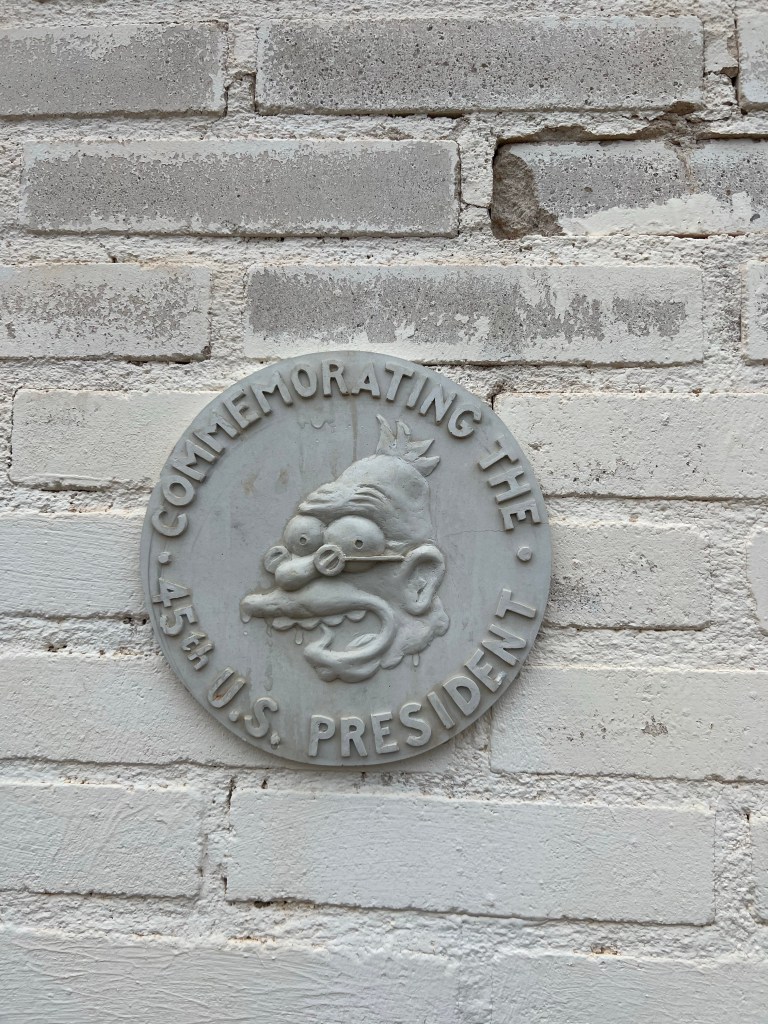 COMMEMORATING THE
45th U.S. PRESIDENT